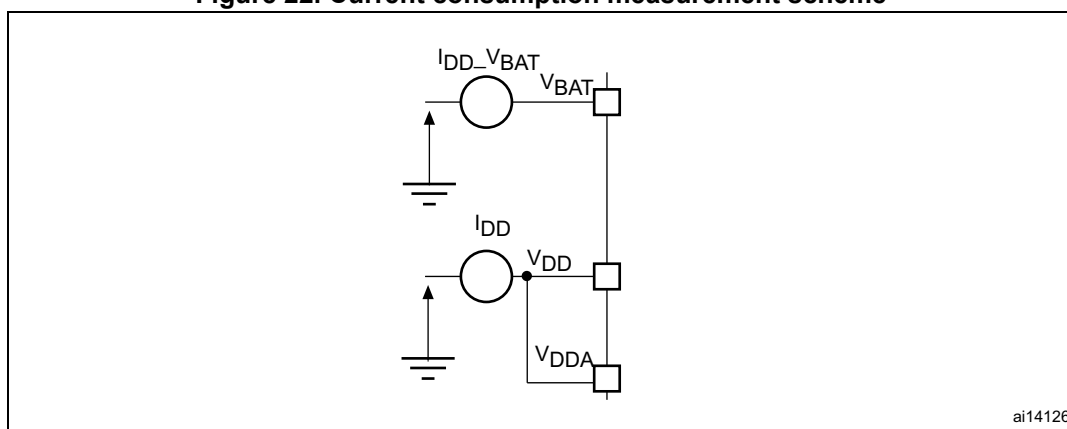 Figure 22. Current consumption measurement scheme
IDD_VBAT
VBAT
IDD
VDD
VDDA
ai14126